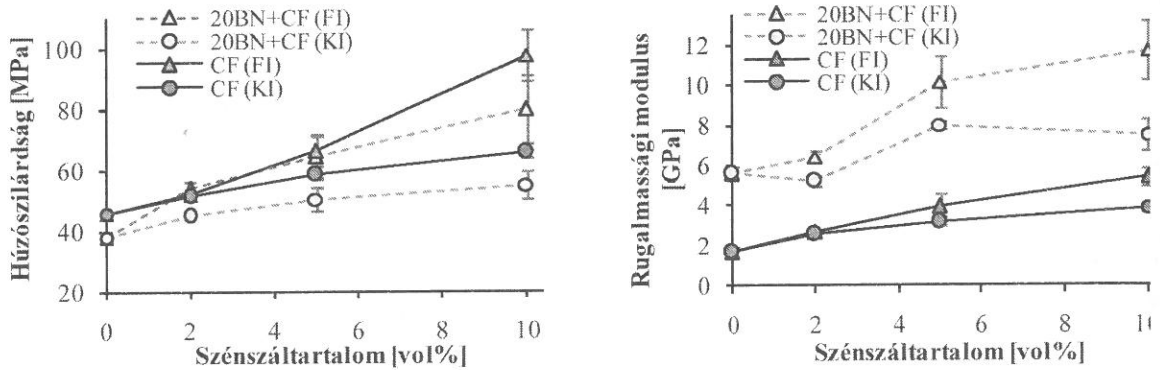 20BN+CF (FI)
20BN+CF (KI)
CF (FI)
CF (KI)
Húzószilárdság [MPa]
100
80
60
40
20
0 2 4 6 8 10
Szénszáltartalom [vol%]
20BN+CF (FI)
20BN+CF (KI)
CF (FI)
CF (KI)
Rugalmassági modulus
[GPa]
12
10
8
6
4
2
0
0 2 4 6 8 10
Szénszáltartalom [vol%]